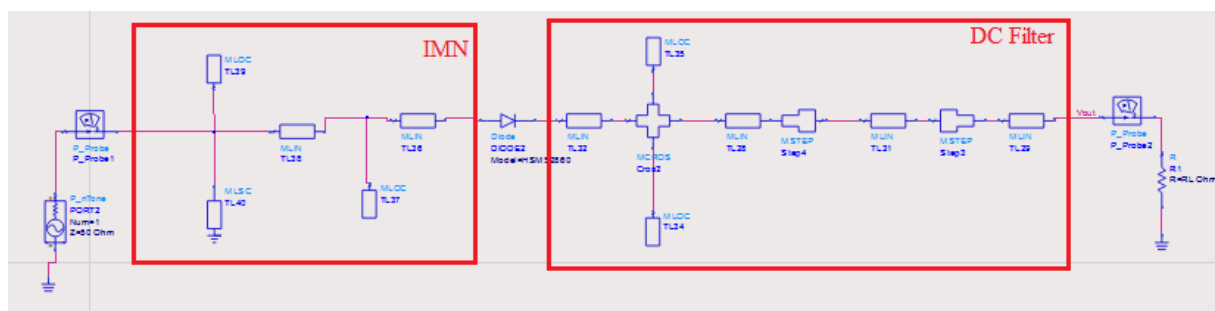 IMN
DC Filter
MLOC
TL39
MLOC
TL35
P_Probe
P_Probe1
MLIN
TL38
MLIN
TL36
Diode
DIODE2
MLIN
TL32
MCROS
Cros2
MLIN
TL28
MSTEP
Step4
MLIN
TL31
MSTEP
Step3
MLIN
TL29
Vout
P_Probe
P_Probe2
R
R1
R=RL Ohm
P_nTone
PORT2
Num=1
Z=50 Ohm
MLSC
TL40
MLOC
TL37
MLOC
TL34